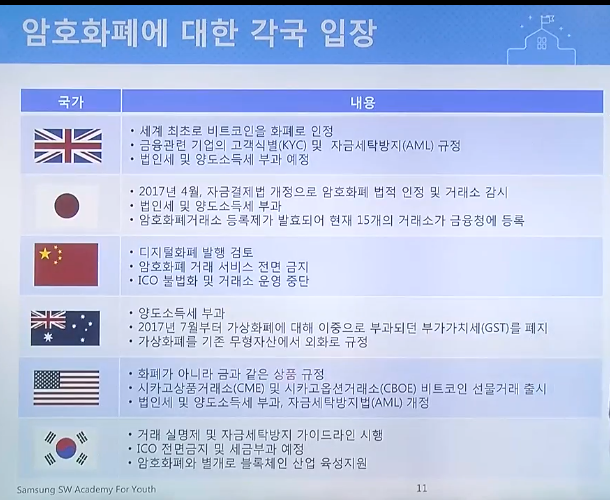 암호화폐에 대한 각국 입장
국가
내용
• 세계 최초로 비트코인을 화폐로 인정
• 금융관련 기업의 고객식별(KYC) 및 자금세탁방지(AML) 규정
• 법인세 및 양도소득세 부과 예정
• 2017년 4월, 자금결제법 개정으로 암호화폐 법적 인정 및 거래소 감시
• 법인세 및 양도소득세 부과
• 암호화폐거래소 등록제가 발효되어 현재 15개의 거래소가 금융청에 등록
• 디지털화폐 발행 검토
• 암호화폐 거래 서비스 전면 금지
• ICO 불법화 및 거래소 운영 중단
• 양도소득세 부과
• 2017년 7월부터 가상화폐에 대해 이중으로 부과되던 부가가치세(GST)를 폐지
• 가상화폐를 기존 무형자산에서 외화로 규정
• 화폐가 아니라 금과 같은 상품 규정
• 시카고상품거래소(CME) 및 시카고옵션거래소(CBOE) 비트코인 선물거래 출시
• 법인세 및 양도소득세 부과, 자금세탁방지법(AML) 개정
• 거래 실명제 및 자금세탁방지 가이드라인 시행
• ICO 전면금지 및 세금부과 예정
• 암호화폐와 별개로 블록체인 산업 육성지원
Samsung SW Academy For Youth
11